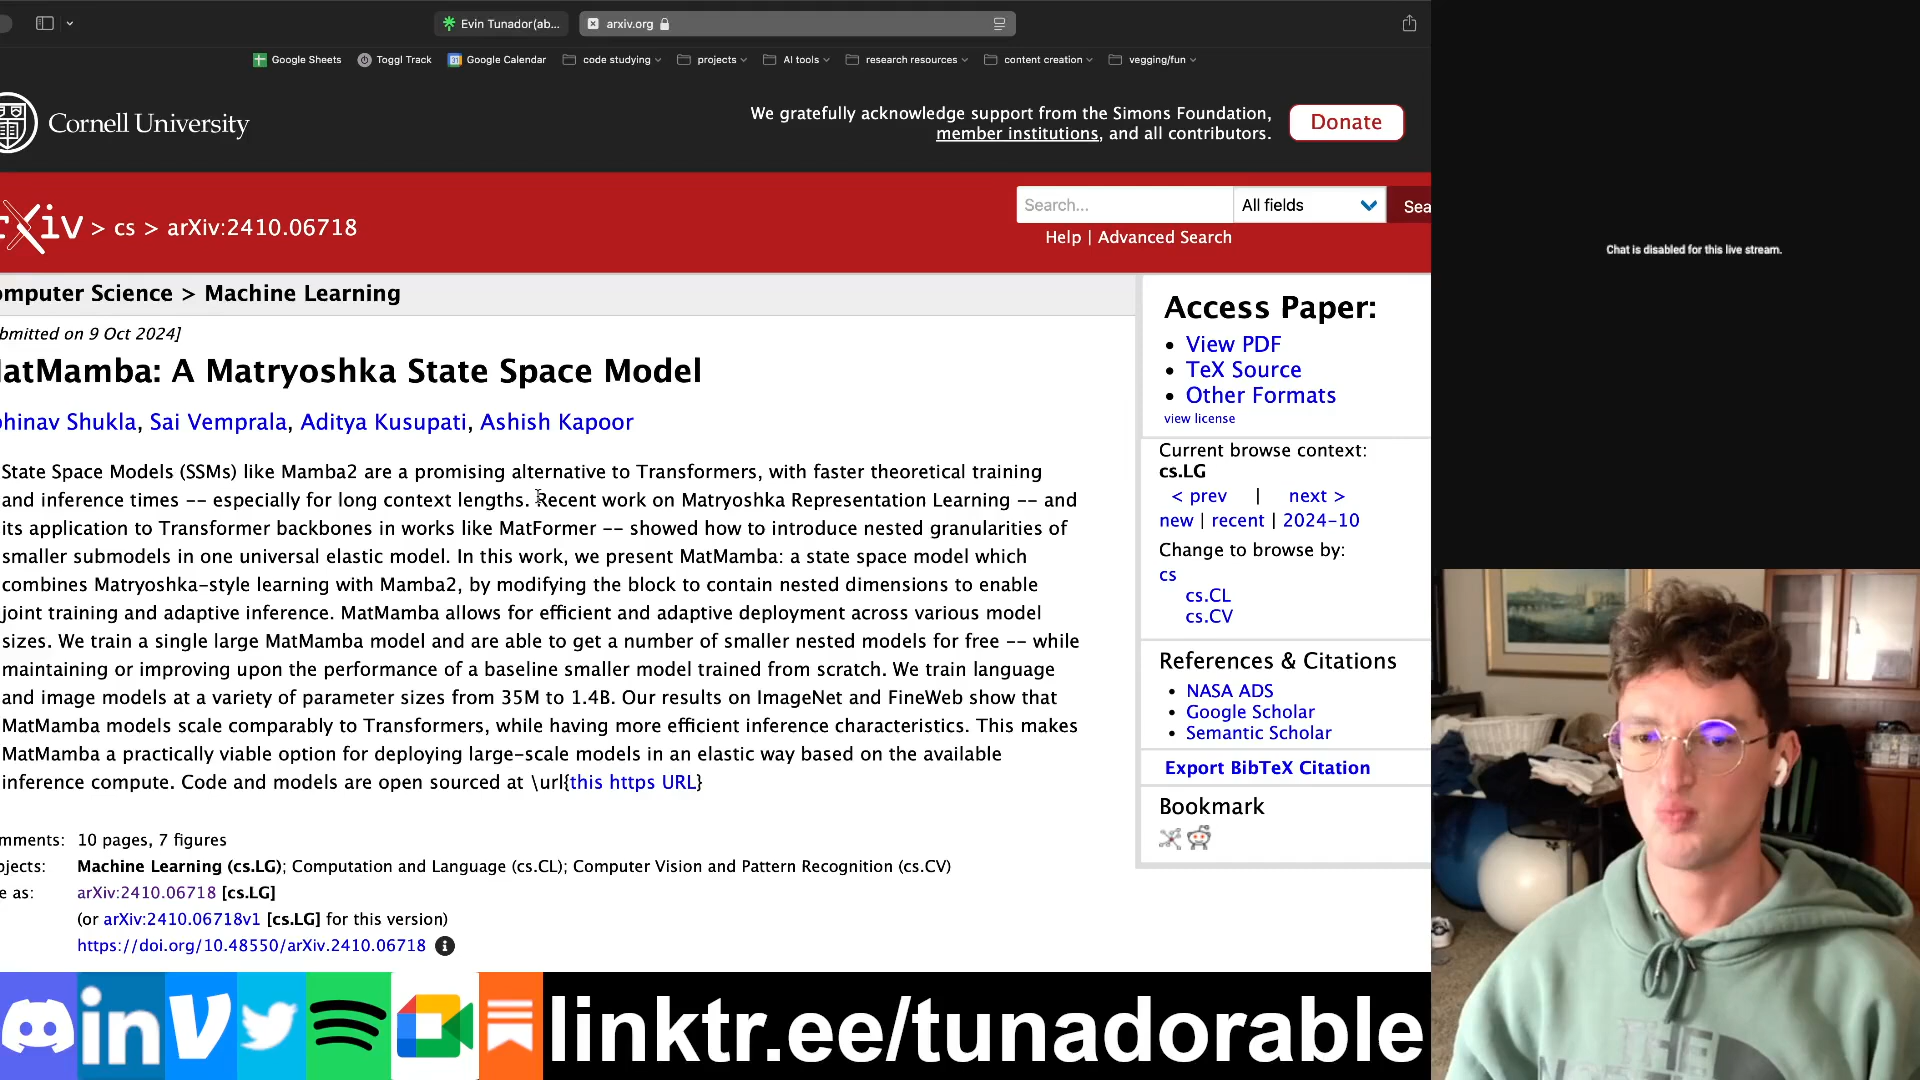 Evin Tunador(ab...
arxiv.org
Google Sheets
Toggl Track
Google Calendar
code studying
projects
AI tools
research resources
content creation
vegging/fun
Cornell University
We gratefully acknowledge support from the Simons Foundation,
member institutions, and all contributors.
Donate
> cs > arXiv:2410.06718
Search...
All fields
Sea
Help | Advanced Search
omputer Science > Machine Learning
bmitted on 9 Oct 2024]
atMamba: A Matryoshka State Space Model
hinav Shukla, Sai Vemprala, Aditya Kusupati, Ashish Kapoor
State Space Models (SSMs) like Mamba2 are a promising alternative to Transformers, with faster theoretical training
and inference times -- especially for long context lengths. Recent work on Matryoshka Representation Learning -- and
its application to Transformer backbones in works like MatFormer -- showed how to introduce nested granularities of
smaller submodels in one universal elastic model. In this work, we present MatMamba: a state space model which
combines Matryoshka-style learning with Mamba2, by modifying the block to contain nested dimensions to enable
joint training and adaptive inference. MatMamba allows for efficient and adaptive deployment across various model
sizes. We train a single large MatMamba model and are able to get a number of smaller nested models for free -- while
maintaining or improving upon the performance of a baseline smaller model trained from scratch. We train language
and image models at a variety of parameter sizes from 35M to 1.4B. Our results on ImageNet and FineWeb show that
MatMamba models scale comparably to Transformers, while having more efficient inference characteristics. This makes
MatMamba a practically viable option for deploying large-scale models in an elastic way based on the available
inference compute. Code and models are open sourced at \url{this https URL}
mments: 10 pages, 7 figures
bjects: Machine Learning (cs.LG); Computation and Language (cs.CL); Computer Vision and Pattern Recognition (cs.CV)
e as: arXiv:2410.06718 [cs.LG]
(or arXiv:2410.06718v1 [cs.LG] for this version)
https://doi.org/10.48550/arXiv.2410.06718
Access Paper:
View PDF
TeX Source
Other Formats
view license
Current browse context:
cs.LG
< prev | next >
new | recent | 2024-10
Change to browse by:
cs
cs.CL
cs.CV
References & Citations
NASA ADS
Google Scholar
Semantic Scholar
Export BibTeX Citation
Bookmark
Chat is disabled for this live stream.
in
linktr.ee/tunadorable
THE